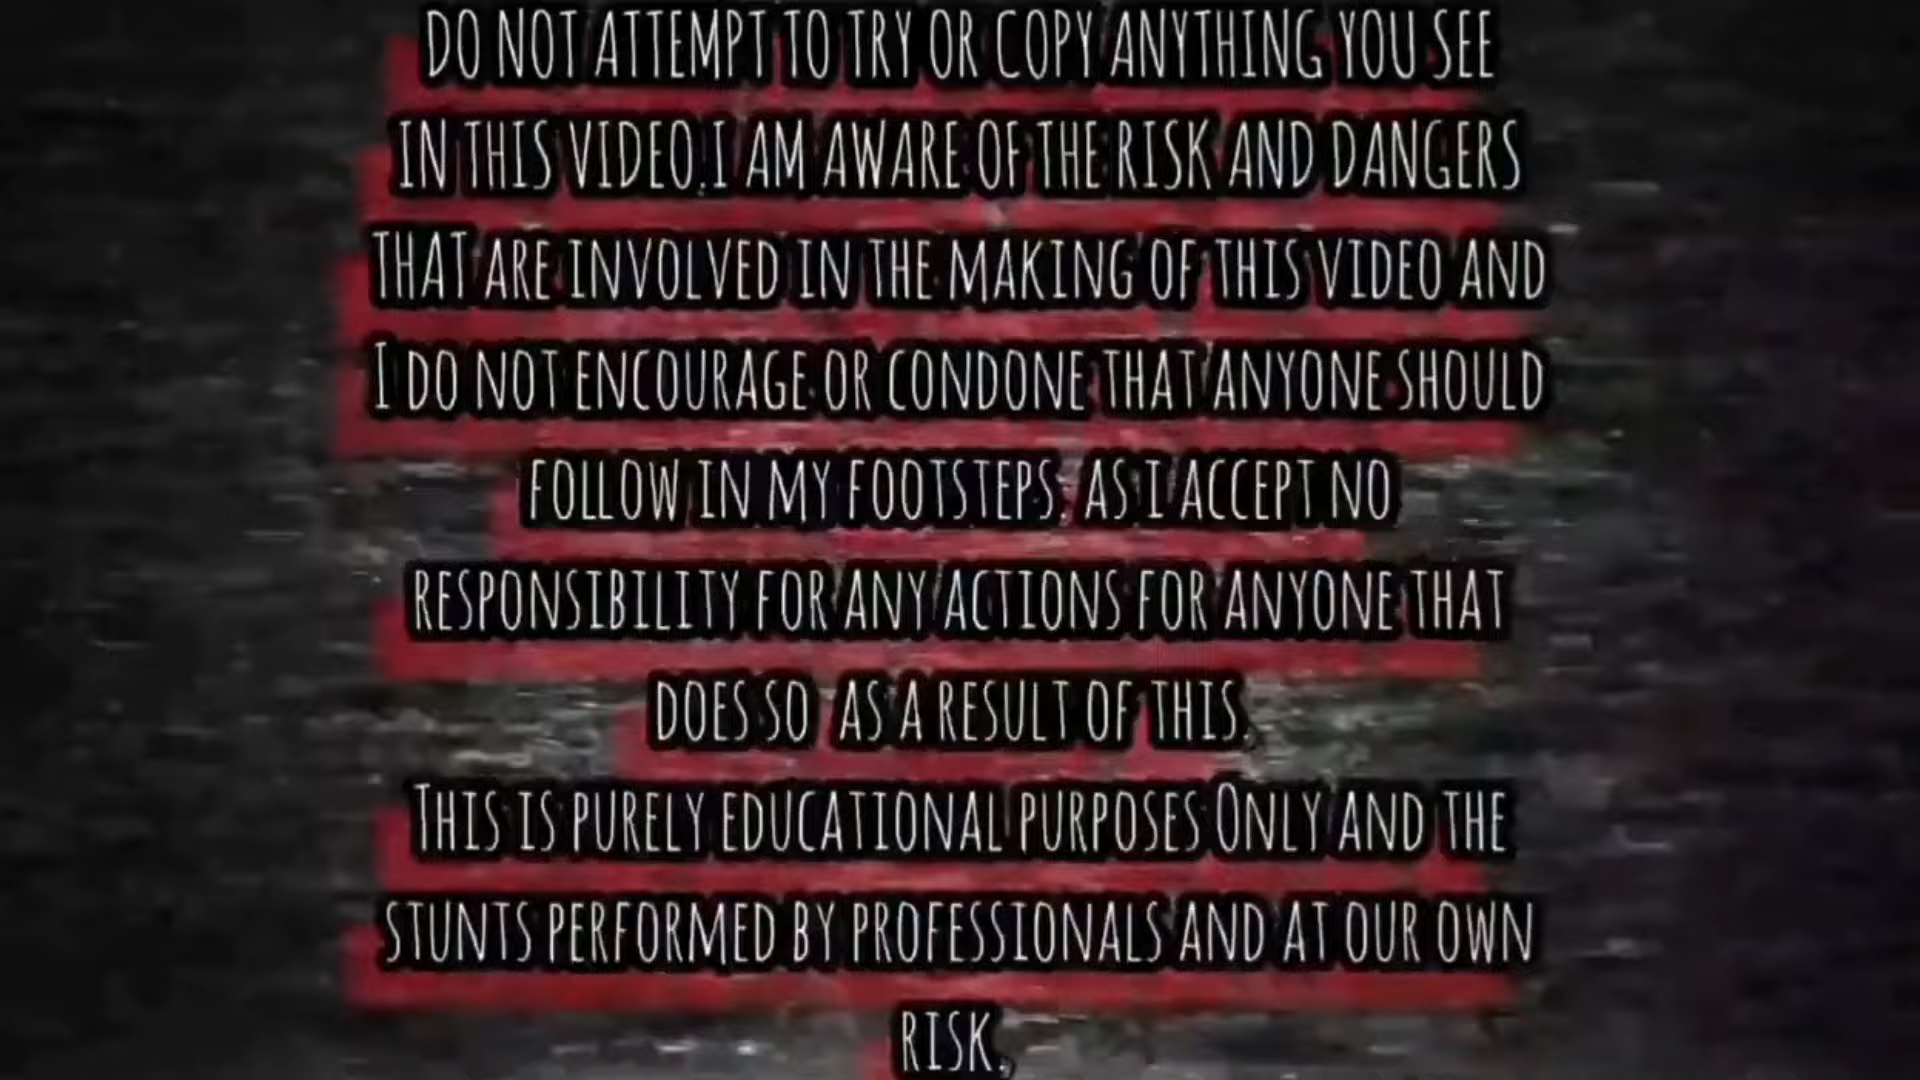 DO NOT ATTEMPT TO TRY OR COPY ANYTHING YOU SEE
IN THIS VIDEO.I AM AWARE OF THE RISK AND DANGERS
THAT ARE INVOLVED IN THE MAKING OF THIS VIDEO AND
I DO NOT ENCOURAGE OR CONDONE THAT ANYONE SHOULD
FOLLOW IN MY FOOTSTEPS. AS I ACCEPT NO
RESPONSIBILITY FOR ANY ACTIONS FOR ANYONE THAT
DOES SO AS A RESULT OF THIS.
THIS IS PURELY EDUCATIONAL PURPOSES ONLY AND THE
STUNTS PERFORMED BY PROFESSIONALS AND AT OUR OWN
RISK.